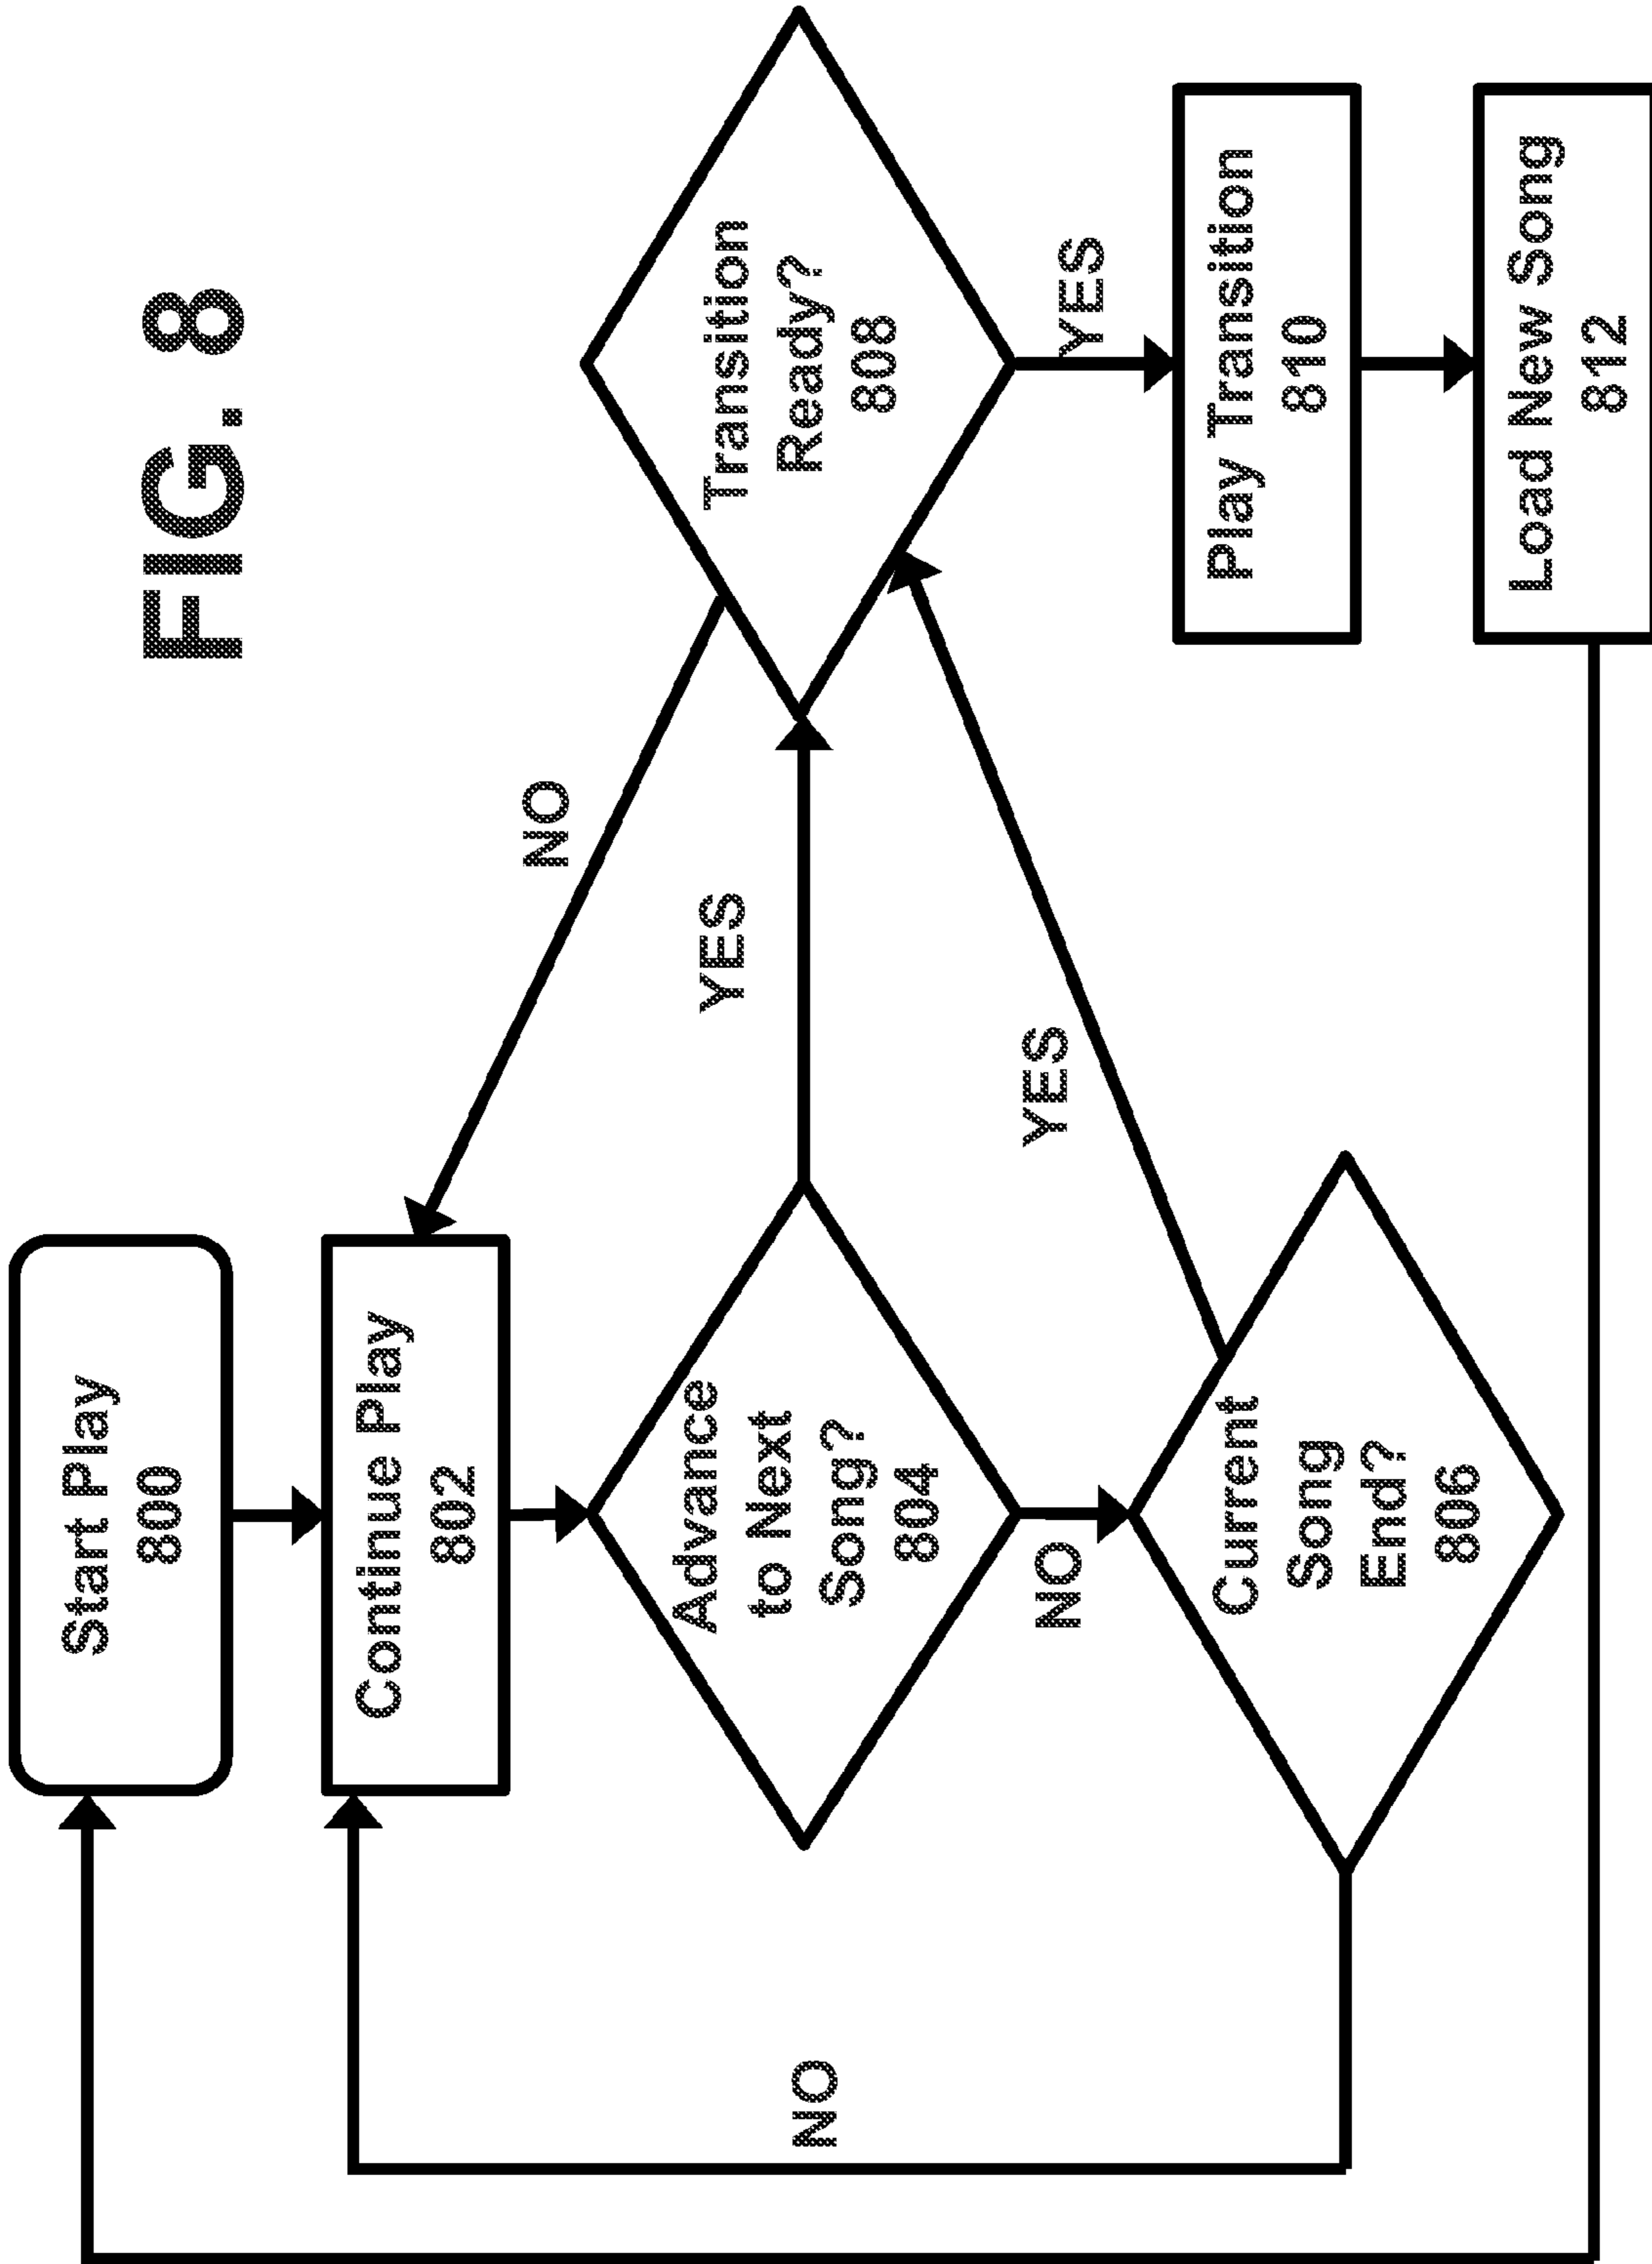 FIG. 8
Start Play
800
Continue Play
802
Advance
to Next
Song?
804
YES
NO
Current
Song
End?
806
YES
NO
Transition
Ready?
808
NO
YES
Play Transition
810
Load New Song
812